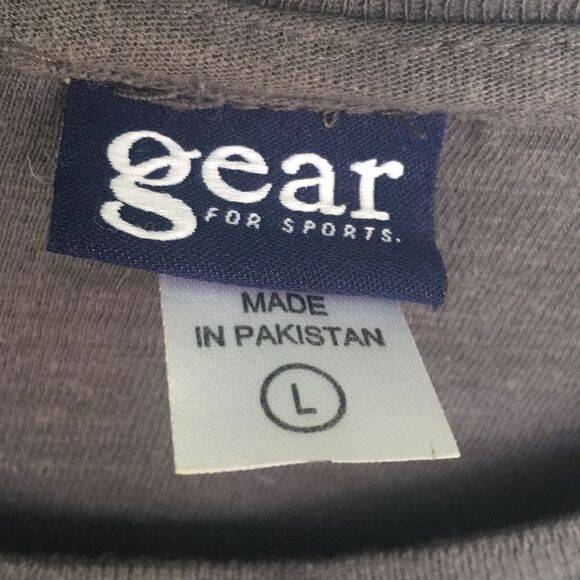 gear
FOR SPORTS.
MADE
IN PAKISTAN
L